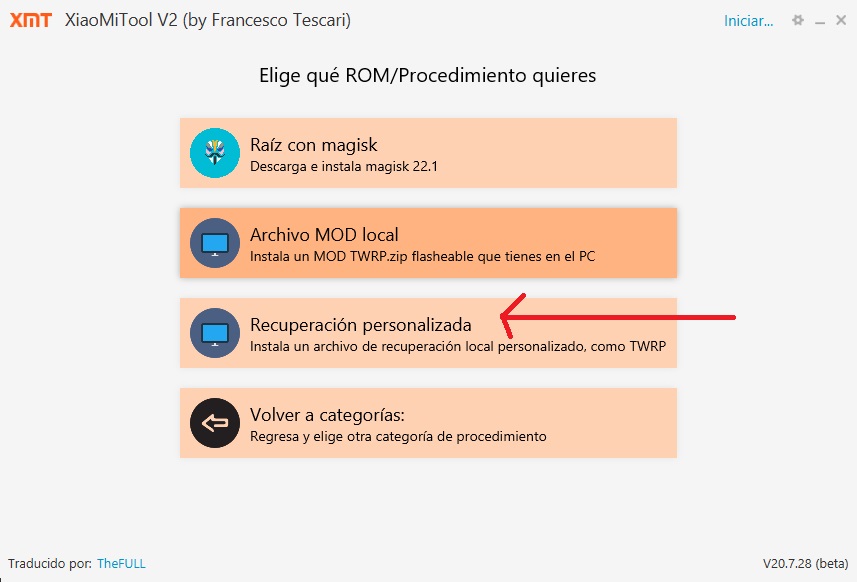 XMT XiaoMiTool V2 (by Francesco Tescari) Iniciar...
Elige qué ROM/Procedimiento quieres
Raíz con magisk
Descarga e instala magisk 22.1
Archivo MOD local
Instala un MOD TWRP.zip flasheable que tienes en el PC
Recuperación personalizada
Instala un archivo de recuperación local personalizado, como TWRP
Volver a categorías:
Regresa y elige otra categoría de procedimiento
Traducido por: TheFULL V20.7.28 (beta)